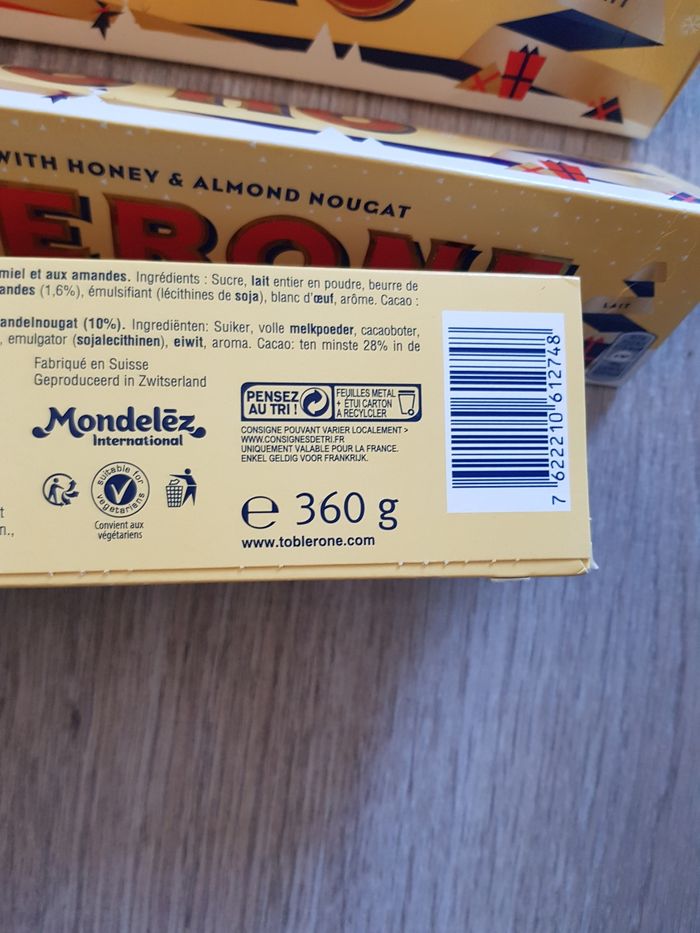 WITH HONEY & ALMOND NOUGAT
miel et aux amandes. Ingrédients : Sucre, lait entier en poudre, beurre de
(1,6%), émulsifiant (lécithines de soja), blanc d'œuf, arôme. Cacao :
(10%). Ingrediënten: Suiker, volle melkpoeder, cacaoboter,
, emulgator (sojalecithinen), eiwit, aroma. Cacao: ten minste 28% in de
Fabriqué en Suisse
Geproduceerd in Zwitserland
Mondelēz
International
PENSEZ
AU TRI !
FEUILLES METAL
+ ÉTUI CARTON
À RECYCLER
CONSIGNE POUVANT VARIER LOCALEMENT >
WWW.CONSIGNESDETRI.FR
UNIQUEMENT VALABLE POUR LA FRANCE.
ENKEL GELDIG VOOR FRANKRIJK.
suitable for vegetarians
Convient aux
végétariens
e 360 g
www.toblerone.com
7 622210 612748
LAIT